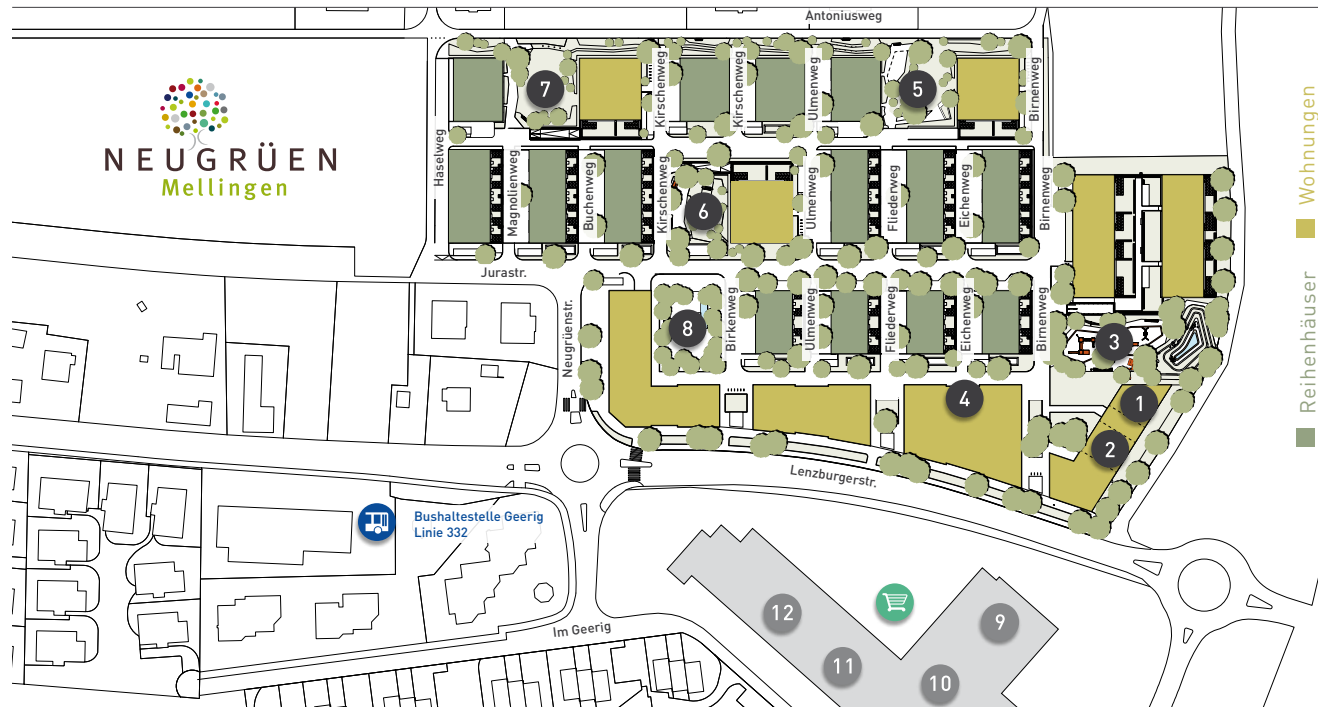 Antoniusweg
NEUGRÜEN
Mellingen
7
5
Kirschenweg
Kirschenweg
Ulmenweg
Birnenweg
Haselweg
Magnolienweg
Buchenweg
Kirschenweg
6
Ulmenweg
Fliederweg
Eichenweg
Birnenweg
Jurastr.
Neugrüenstr.
8
Birkenweg
Ulmenweg
Fliederweg
Eichenweg
Birnenweg
3
4
1
2
Lenzburgerstr.
Bushaltestelle Geerig
Linie 332
Im Geerig
12
9
11
10
Wohnungen
Reihenhäuser